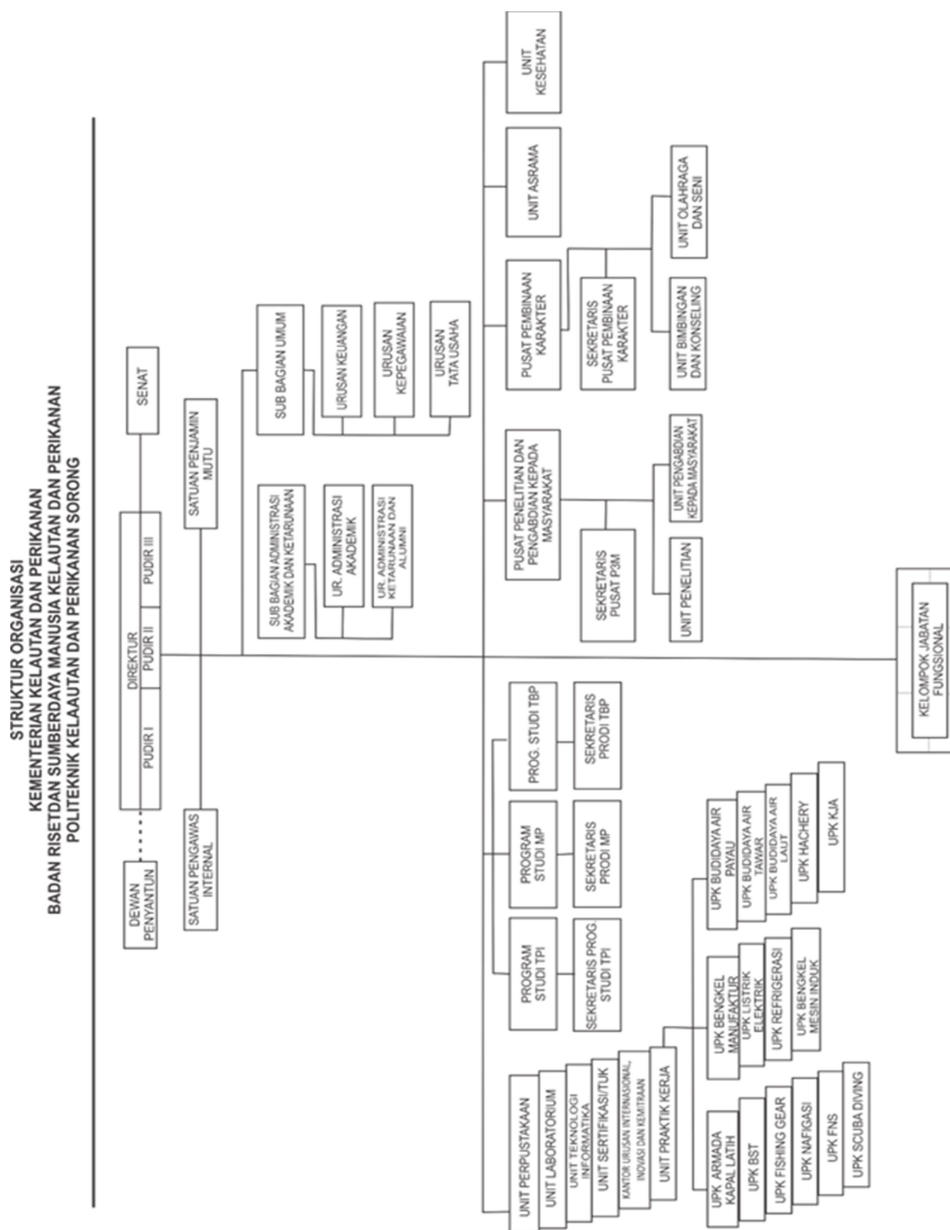 STRUKTUR ORGANISASI
KEMENTERIAN KELAUTAN DAN PERIKANAN
BADAN RISETDAN SUMBERDAYA MANUSIA KELAUTAN DAN PERIKANAN
POLITEKNIK KELAAUTAN DAN PERIKANAN SORONG
DEWAN
PENYANTUN
DIREKTUR
PUDIR I
PUDIR II
PUDIR III
SENAT
SATUAN PENGAWAS
INTERNAL
SATUAN PENJAMIN
MUTU
SUB BAGIAN ADMINISTRASI
AKADEMIK DAN KETARUNAAN
UR. ADMINISTRASI
AKADEMIK
UR. ADMINISTRASI
KETARUNAAN DAN
ALUMNI
SUB BAGIAN UMUM
URUSAN KEUANGAN
URUSAN
KEPEGAWAIAN
URUSAN
TATA USAHA
UNIT PERPUSTAKAAN
UNIT LABORATORIUM
UNIT TEKNOLOGI
INFORMATIKA
UNIT SERTIFIKASI/TUK
KANTOR URUSAN INTERNASIONAL,
INOVASI DAN KEMITRAAN
UNIT PRAKTIK KERJA
PROGRAM
STUDI TPI
SEKRETARIS PROG.
STUDI TPI
PROGRAM
STUDI MP
SEKRETARIS
PRODI MP
PROG. STUDI TBP
SEKRETARIS
PRODI TBP
PUSAT PENELITIAN DAN
PENGABDIAN KEPADA
MASYARAKAT
SEKRETARIS
PUSAT P3M
UNIT PENELITIAN
UNIT PENGABDIAN
KEPADA MASYARAKAT
PUSAT PEMBINAAN
KARAKTER
SEKRETARIS
PUSAT PEMBINAAN
KARAKTER
UNIT BIMBINGAN
DAN KONSELING
UNIT OLAHRAGA
DAN SENI
UNIT ASRAMA
UNIT
KESEHATAN
UPK ARMADA
KAPAL LATIH
UPK BST
UPK FISHING GEAR
UPK NAFIGASI
UPK FNS
UPK SCUBA DIVING
UPK BENGKEL
MANUFAKTUR
UPK LISTRIK
ELEKTRIK
UPK REFRIGERASI
UPK BENGKEL
MESIN INDUK
UPK BUDIDAYA AIR
PAYAU
UPK BUDIDAYA AIR
TAWAR
UPK BUDIDAYA AIR
LAUT
UPK HACHERY
UPK KJA
KELOMPOK JABATAN
FUNGSIONAL